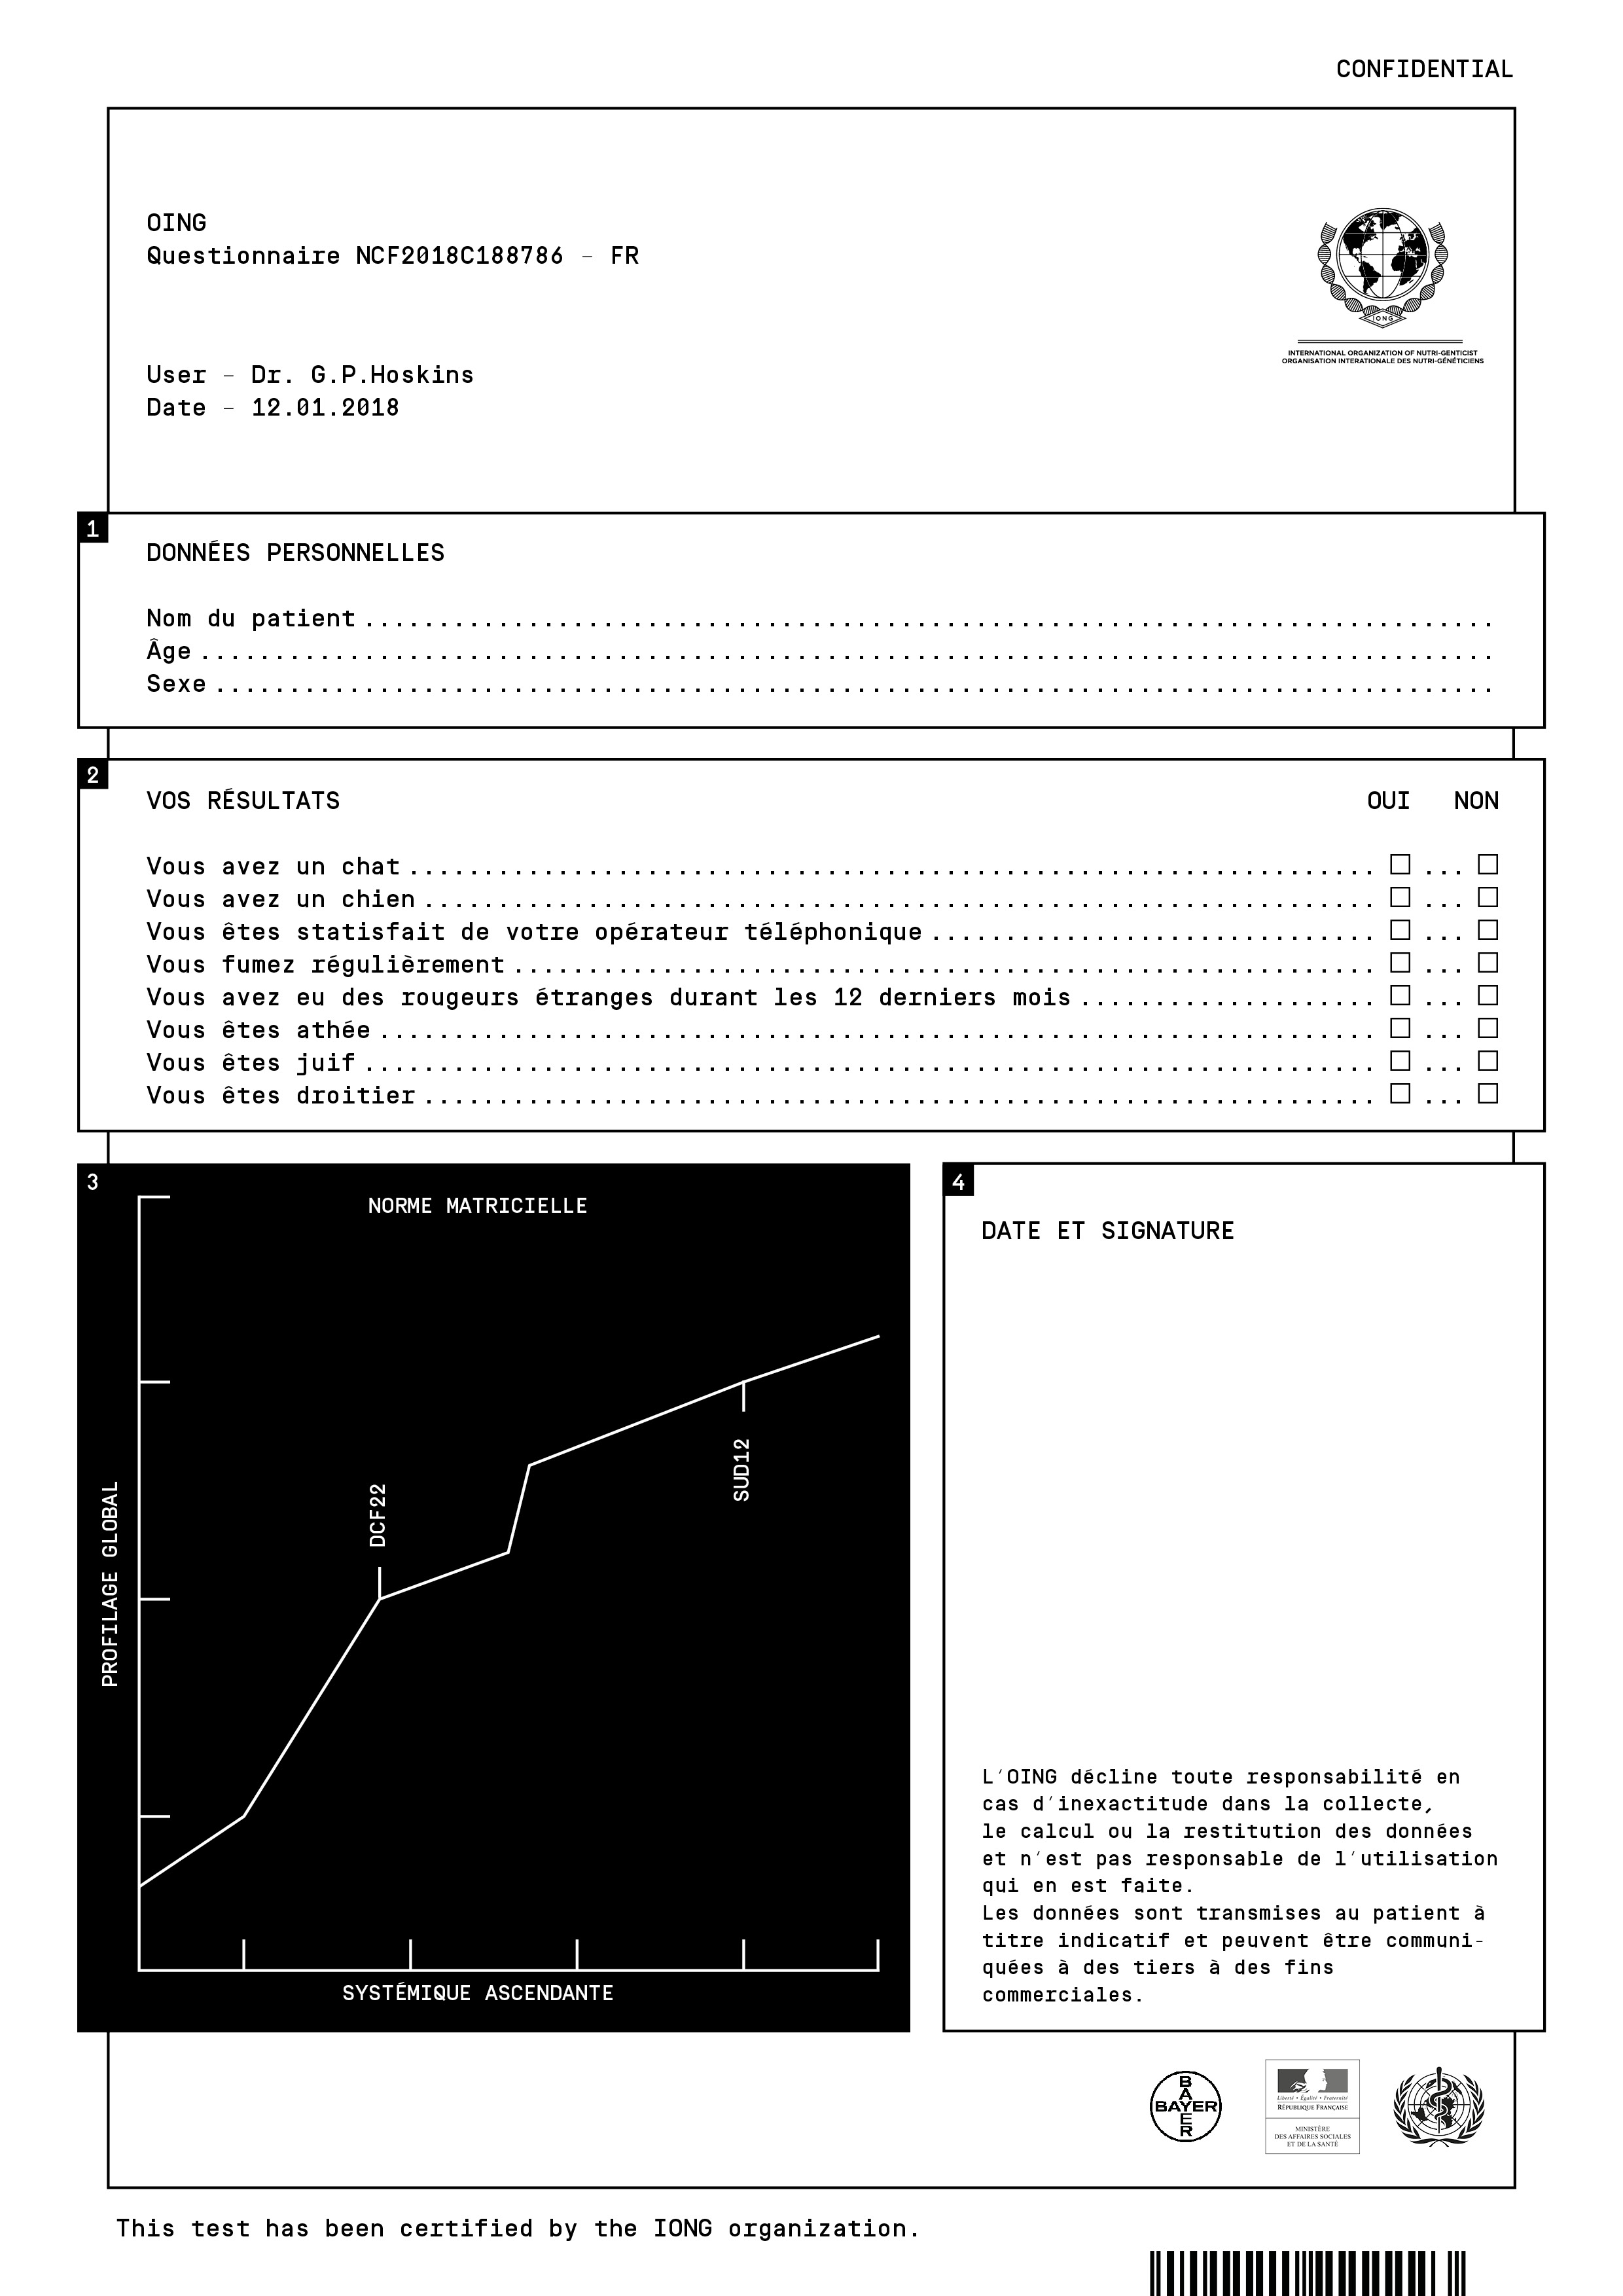 CONFIDENTIAL
OING
Questionnaire NCF2018C188786 – FR
IONG
INTERNATIONAL ORGANIZATION OF NUTRI-GENTICIST
ORGANISATION INTERATIONALE DES NUTRI-GÉNÉTICIENS
User – Dr. G.P.Hoskins
Date – 12.01.2018
1
DONNÉES PERSONNELLES
Nom du patient
Âge
Sexe
2
VOS RÉSULTATS OUI NON
Vous avez un chat
Vous avez un chien
Vous êtes statisfait de votre opérateur téléphonique
Vous fumez régulièrement
Vous avez eu des rougeurs étranges durant les 12 derniers mois
Vous êtes athée
Vous êtes juif
Vous êtes droitier
3
NORME MATRICIELLE
PROFILAGE GLOBAL
DCF22
SUD12
SYSTÉMIQUE ASCENDANTE
4
DATE ET SIGNATURE
L'OING décline toute responsabilité en
cas d'inexactitude dans la collecte,
le calcul ou la restitution des données
et n'est pas responsable de l'utilisation
qui en est faite.
Les données sont transmises au patient à
titre indicatif et peuvent être communi-
quées à des tiers à des fins
commerciales.
BAYER
BAYER
Liberté • Égalité • Fraternité
RÉPUBLIQUE FRANÇAISE
MINISTÈRE
DES AFFAIRES SOCIALES
ET DE LA SANTÉ
This test has been certified by the IONG organization.